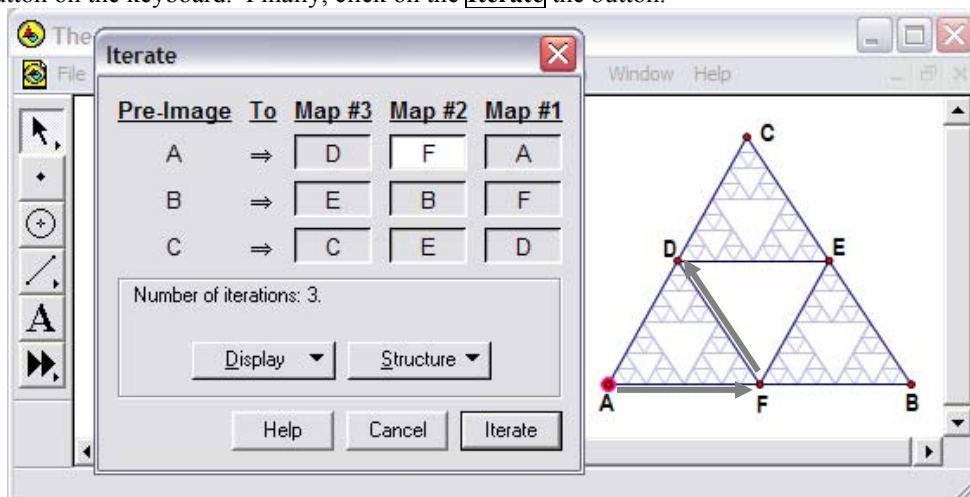 button on the keyboard. Finally, click on the Iterate the button.
The
Iterate
File
Window Help
Pre-Image To Map #3 Map #2 Map #1
A ⇒ D F A
B ⇒ E B F
C ⇒ C E D
Number of iterations: 3.
Display Structure
Help Cancel Iterate
A
C
D
E
A
F
B